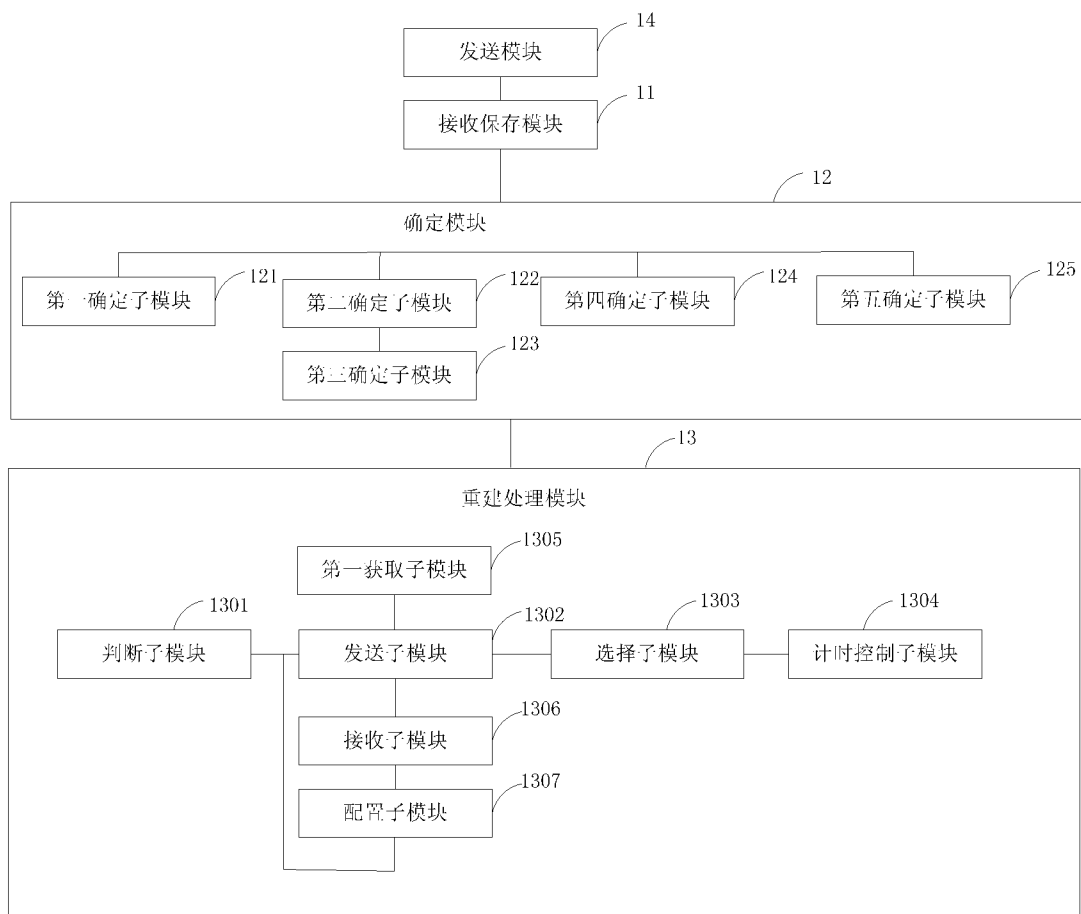 14
发送模块
11
接收保存模块
12
确定模块
121
122
124
125
第一确定子模块
第二确定子模块
第四确定子模块
第五确定子模块
123
第三确定子模块
13
重建处理模块
1305
第一获取子模块
1301
1302
1303
1304
判断子模块
发送子模块
选择子模块
计时控制子模块
1306
接收子模块
1307
配置子模块